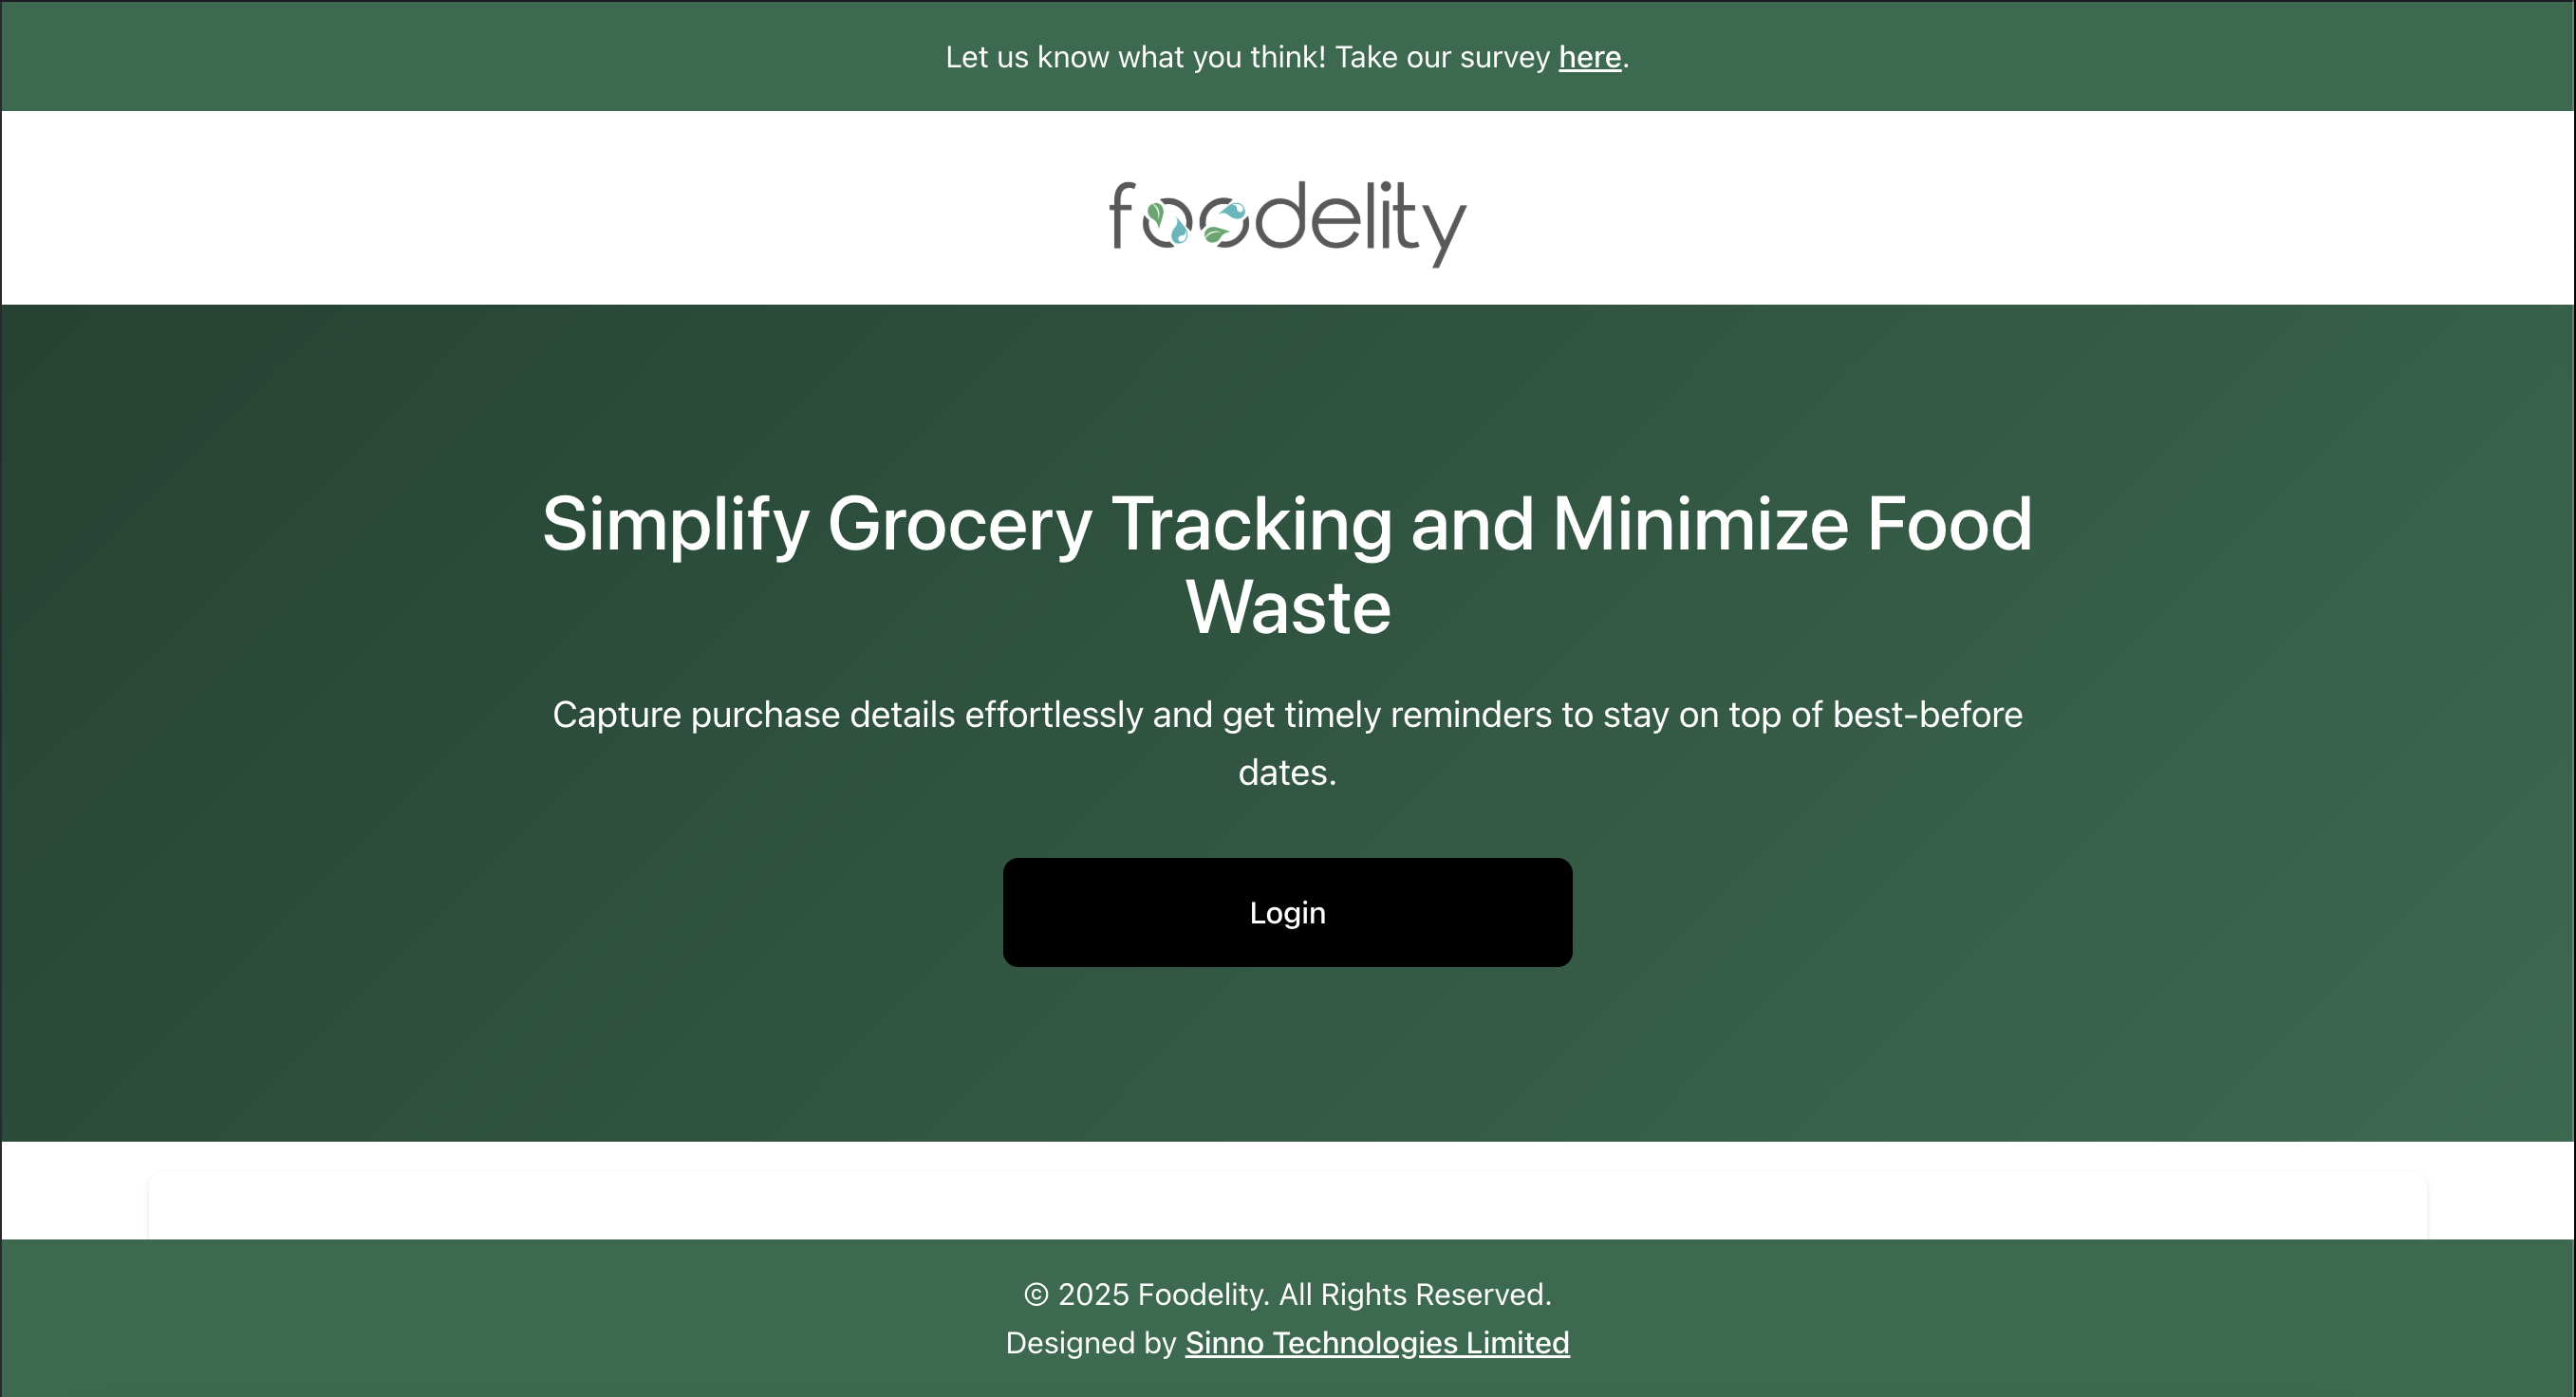 Let us know what you think! Take our survey here.
foodelity
Simplify Grocery Tracking and Minimize Food
Waste
Capture purchase details effortlessly and get timely reminders to stay on top of best-before
dates.
Login
© 2025 Foodelity. All Rights Reserved.
Designed by Sinno Technologies Limited